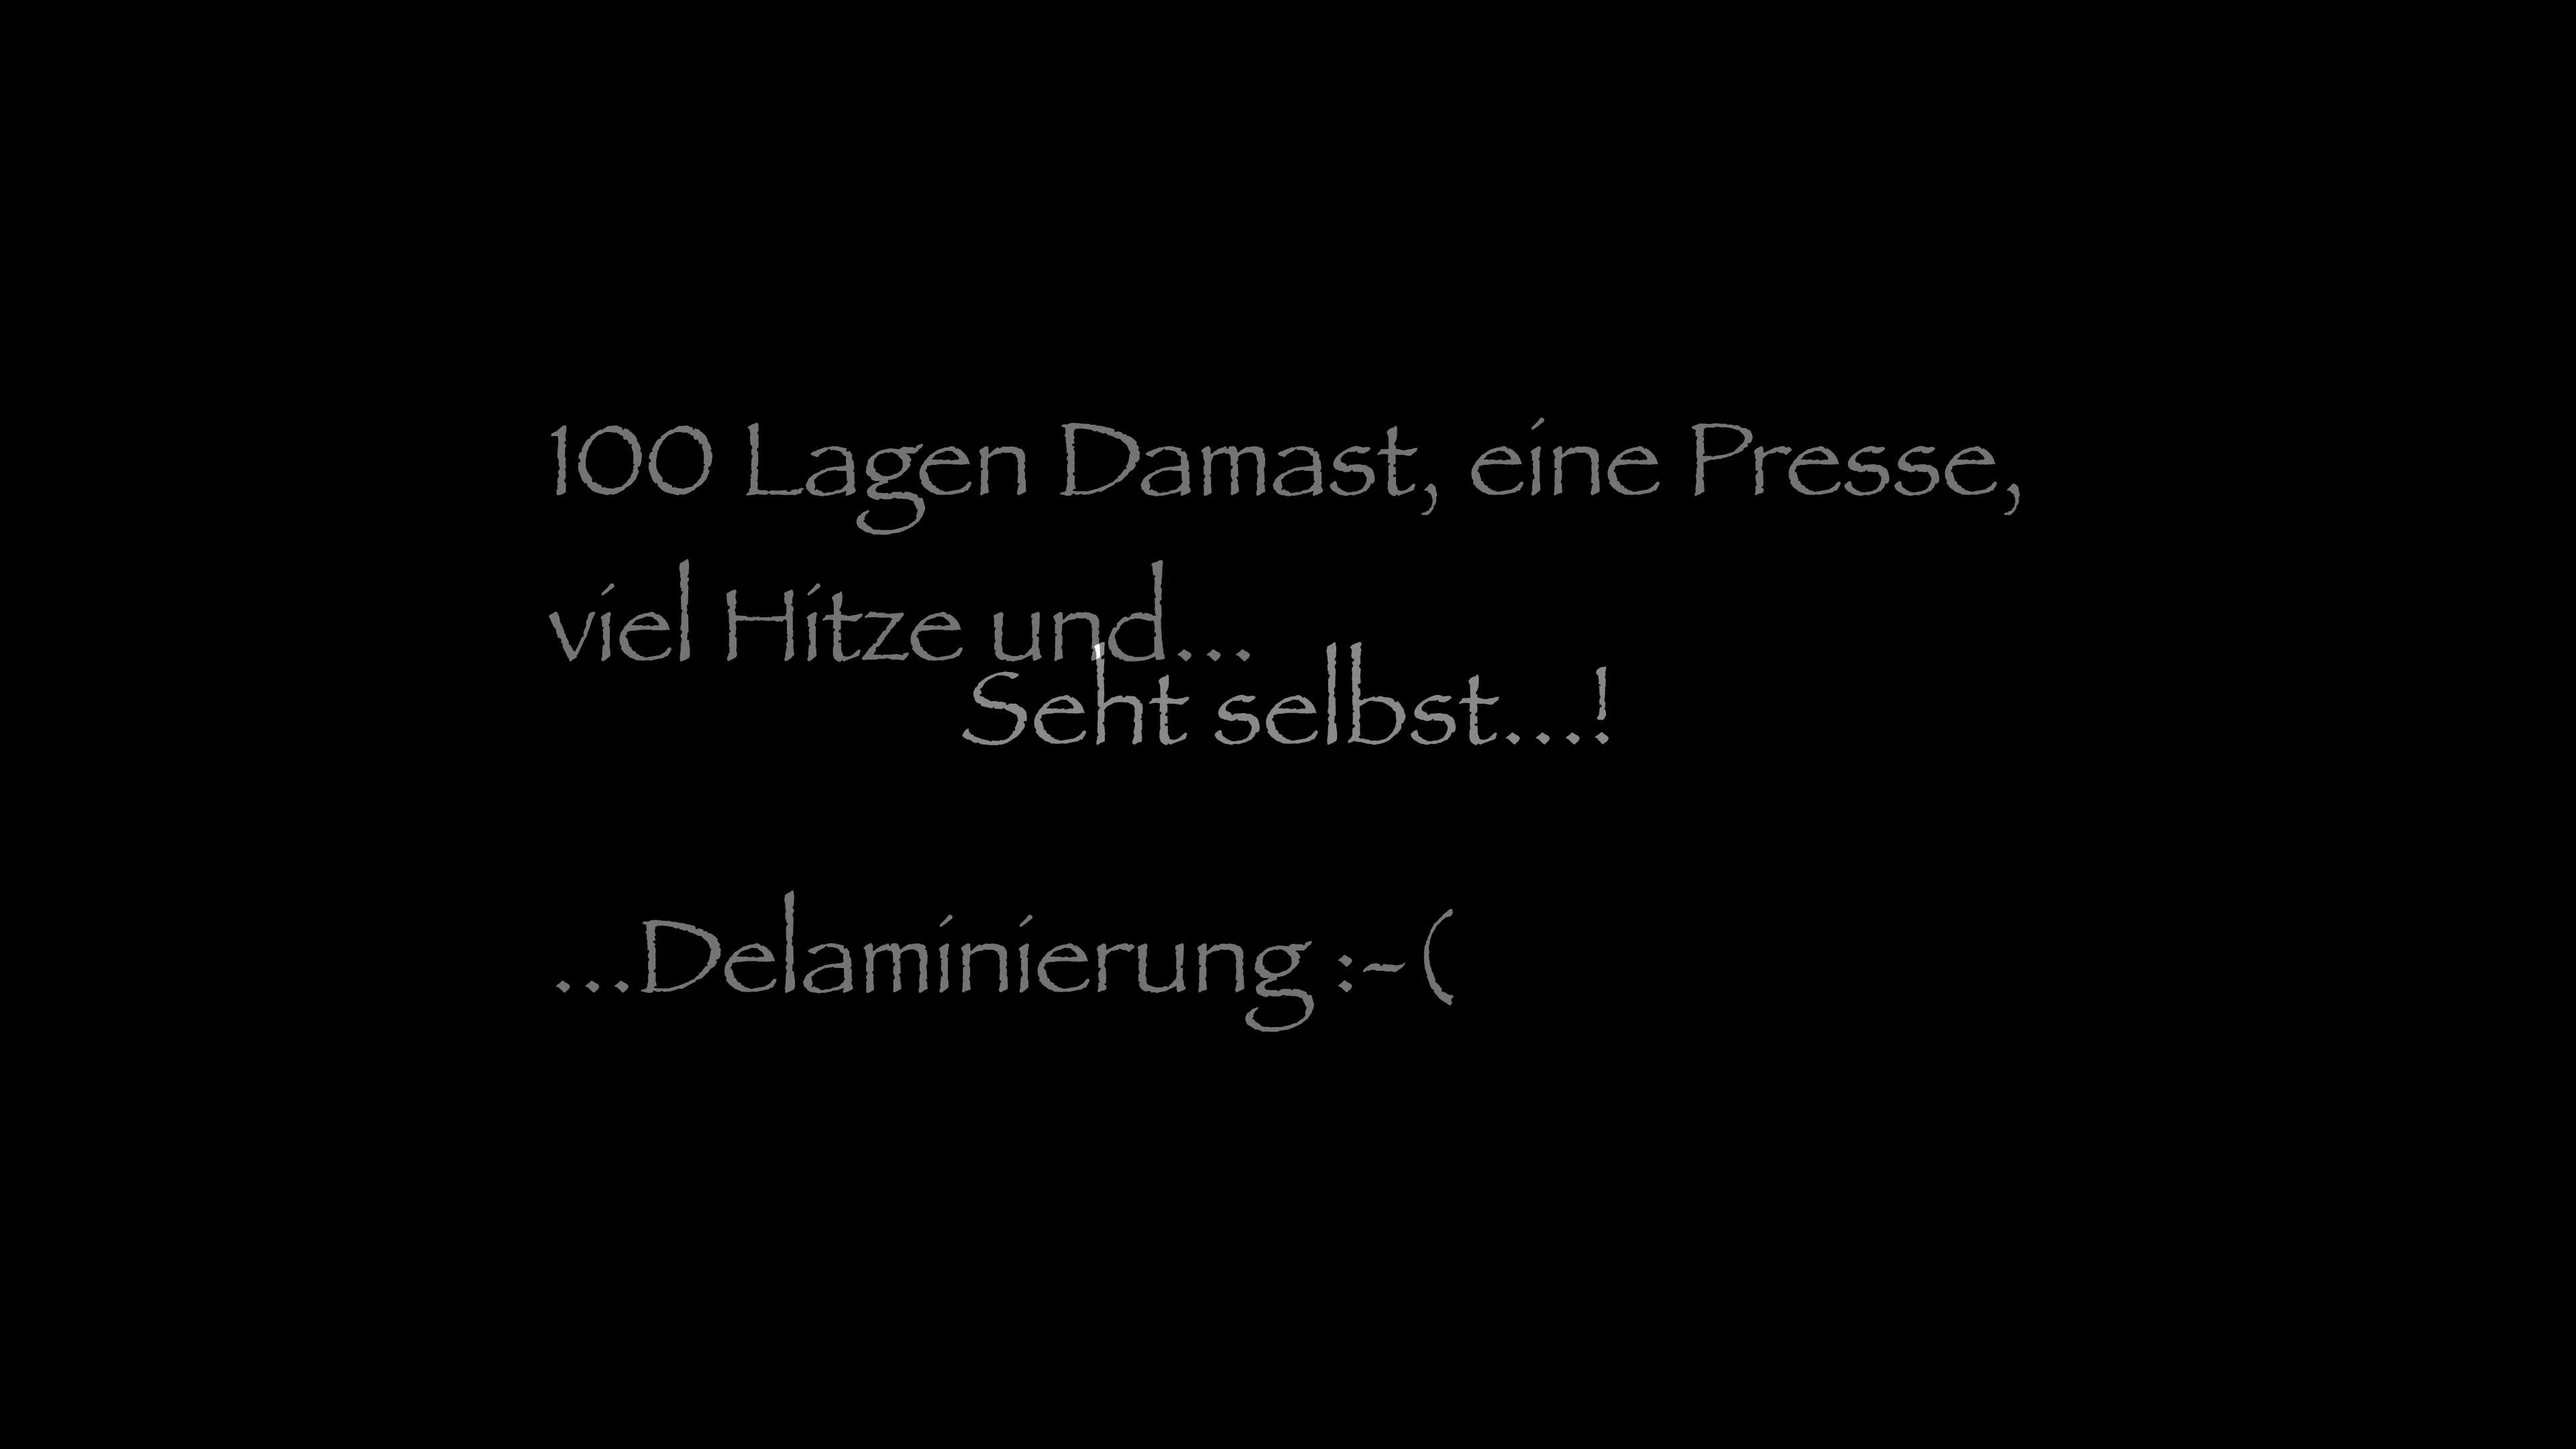 100 Lagen Damast, eine Presse,
viel Hitze und...
Seht selbst...!
...Delaminierung :-(